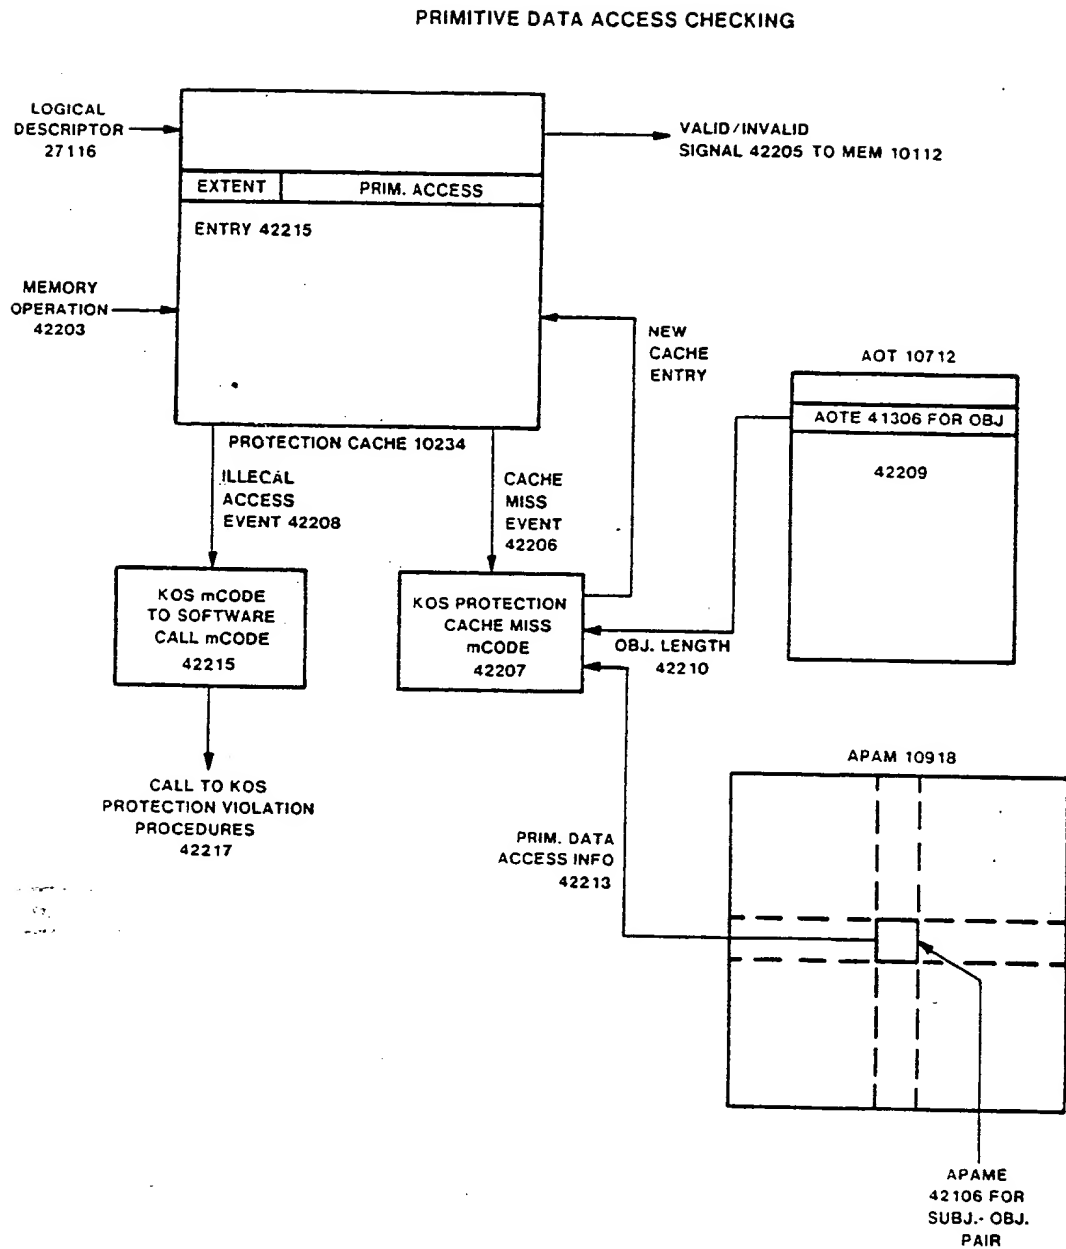 PRIMITIVE DATA ACCESS CHECKING
LOGICAL
DESCRIPTOR
27116
VALID/INVALID
SIGNAL 42205 TO MEM 10112
EXTENT
PRIM. ACCESS
ENTRY 42215
MEMORY
OPERATION
42203
NEW
CACHE
ENTRY
AOT 10712
AOTE 41306 FOR OBJ
42209
PROTECTION CACHE 10234
ILLECAL
ACCESS
EVENT 42208
CACHE
MISS
EVENT
42206
KOS mCODE
TO SOFTWARE
CALL mCODE
42215
KOS PROTECTION
CACHE MISS
mCODE
42207
OBJ. LENGTH
42210
CALL TO KOS
PROTECTION VIOLATION
PROCEDURES
42217
APAM 10918
PRIM. DATA
ACCESS INFO
42213
APAME
42106 FOR
SUBJ.- OBJ.
PAIR